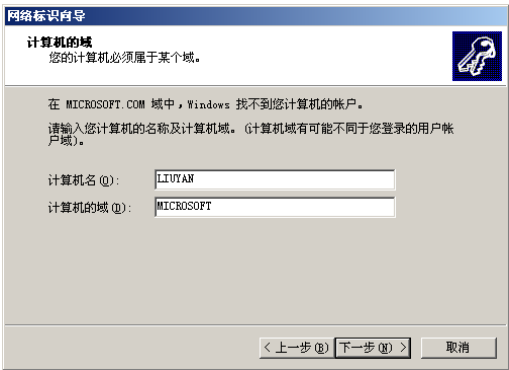 网络标识向导
计算机的域
您的计算机必须属于某个域。
在 MICROSOFT.COM 域中，Windows 找不到您计算机的帐户。
请输入您计算机的名称及计算机域。（计算机域有可能不同于您登录的用户帐
户域）。
计算机名(O)： LIUYAN
计算机的域(D)： MICROSOFT
< 上一步(B) 下一步(N) > 取消